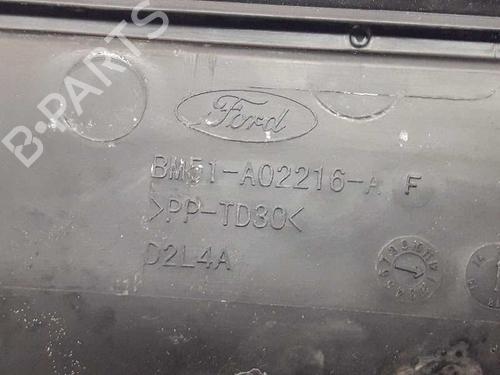 B-PARTS
Ford
BM51-A02216-A F
>PP-TD30<
D2L4A